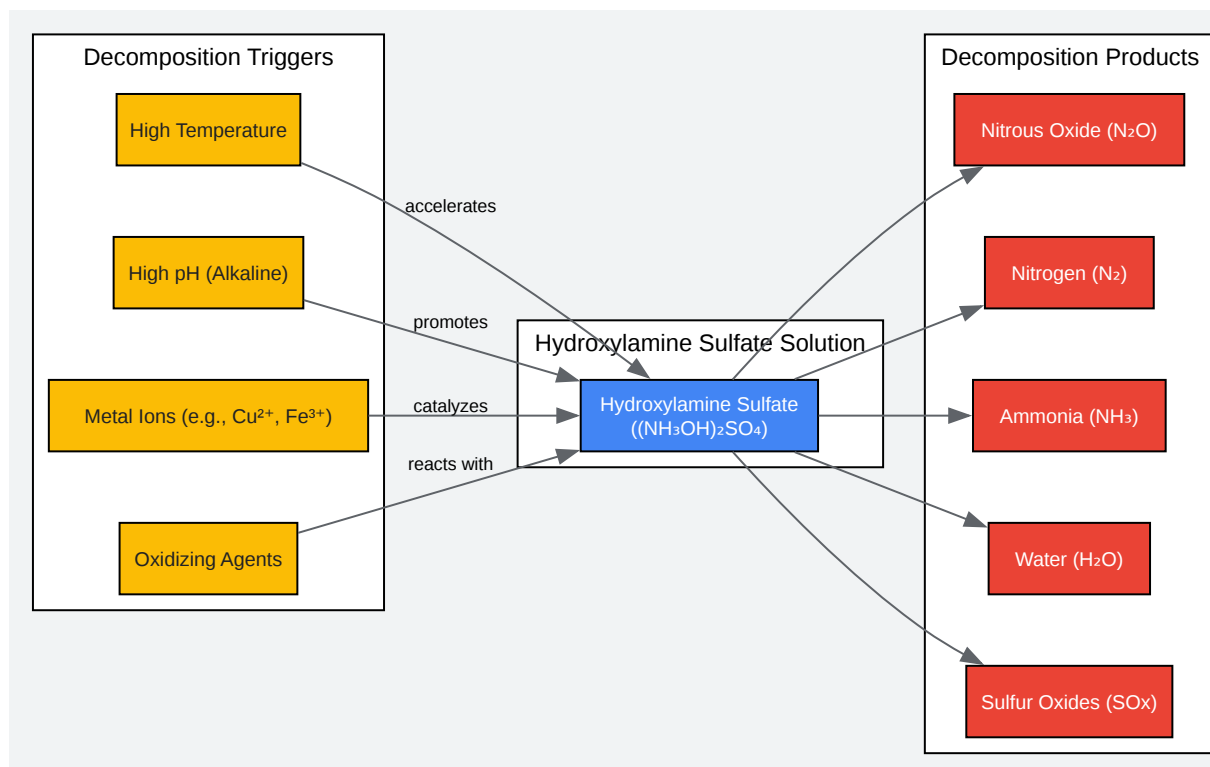 Decomposition Triggers
High Temperature
High pH (Alkaline)
Metal Ions (e.g., Cu²⁺, Fe³⁺)
Oxidizing Agents
accelerates
promotes
catalyzes
reacts with
Hydroxylamine Sulfate Solution
Hydroxylamine Sulfate
((NH₃OH)₂SO₄)
Decomposition Products
Nitrous Oxide (N₂O)
Nitrogen (N₂)
Ammonia (NH₃)
Water (H₂O)
Sulfur Oxides (SOx)